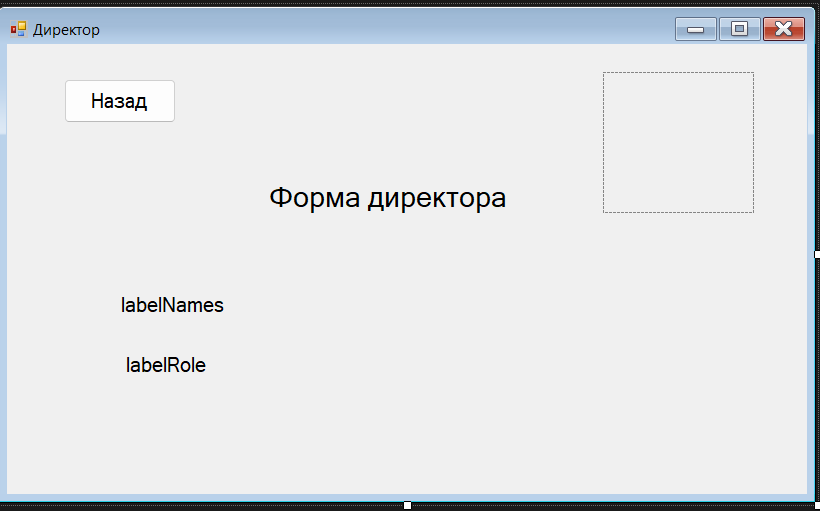 Директор
Назад
Форма директора
labelNames
labelRole